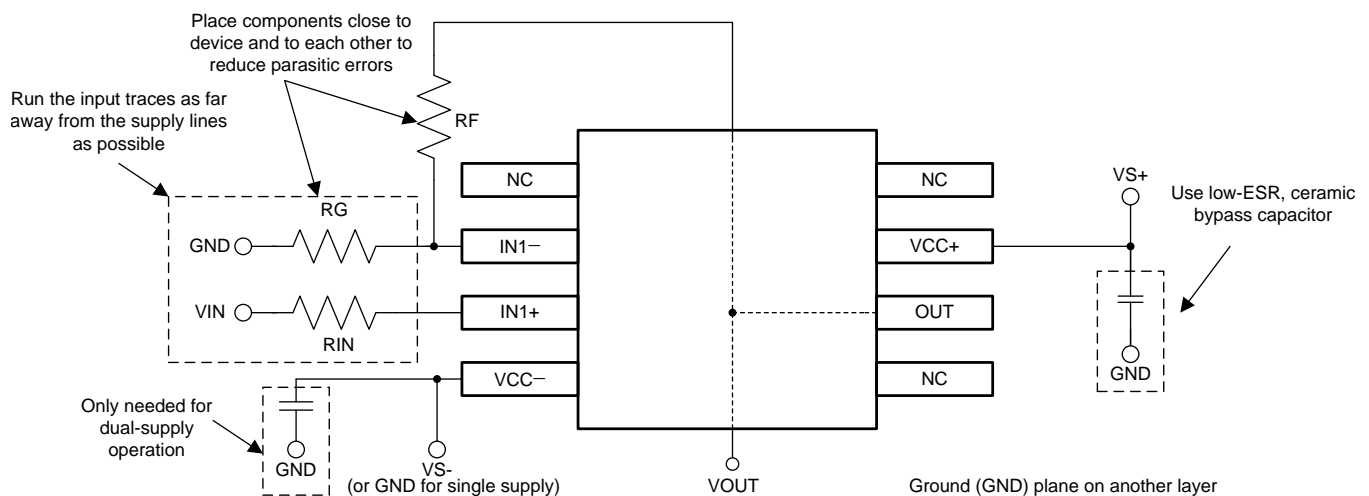 Place components close to
device and to each other to
reduce parasitic errors
Run the input traces as far
away from the supply lines
as possible
RF
NC
NC
VS+
Use low-ESR, ceramic
bypass capacitor
RG
GND
IN1−
VCC+
VIN
IN1+
OUT
RIN
VCC−
NC
GND
Only needed for
dual-supply
operation
GND
VS-
(or GND for single supply)
VOUT
Ground (GND) plane on another layer